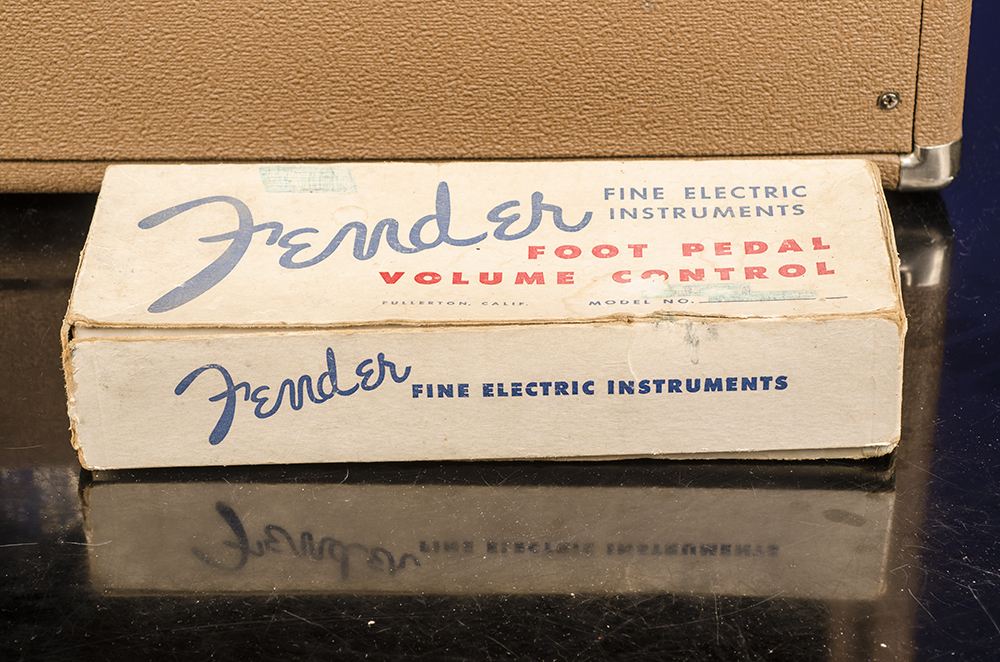 Fender
FINE ELECTRIC
INSTRUMENTS
FOOT PEDAL
VOLUME CONTROL
FULLERTON, CALIF.
MODEL NO.
Fender
FINE ELECTRIC INSTRUMENTS